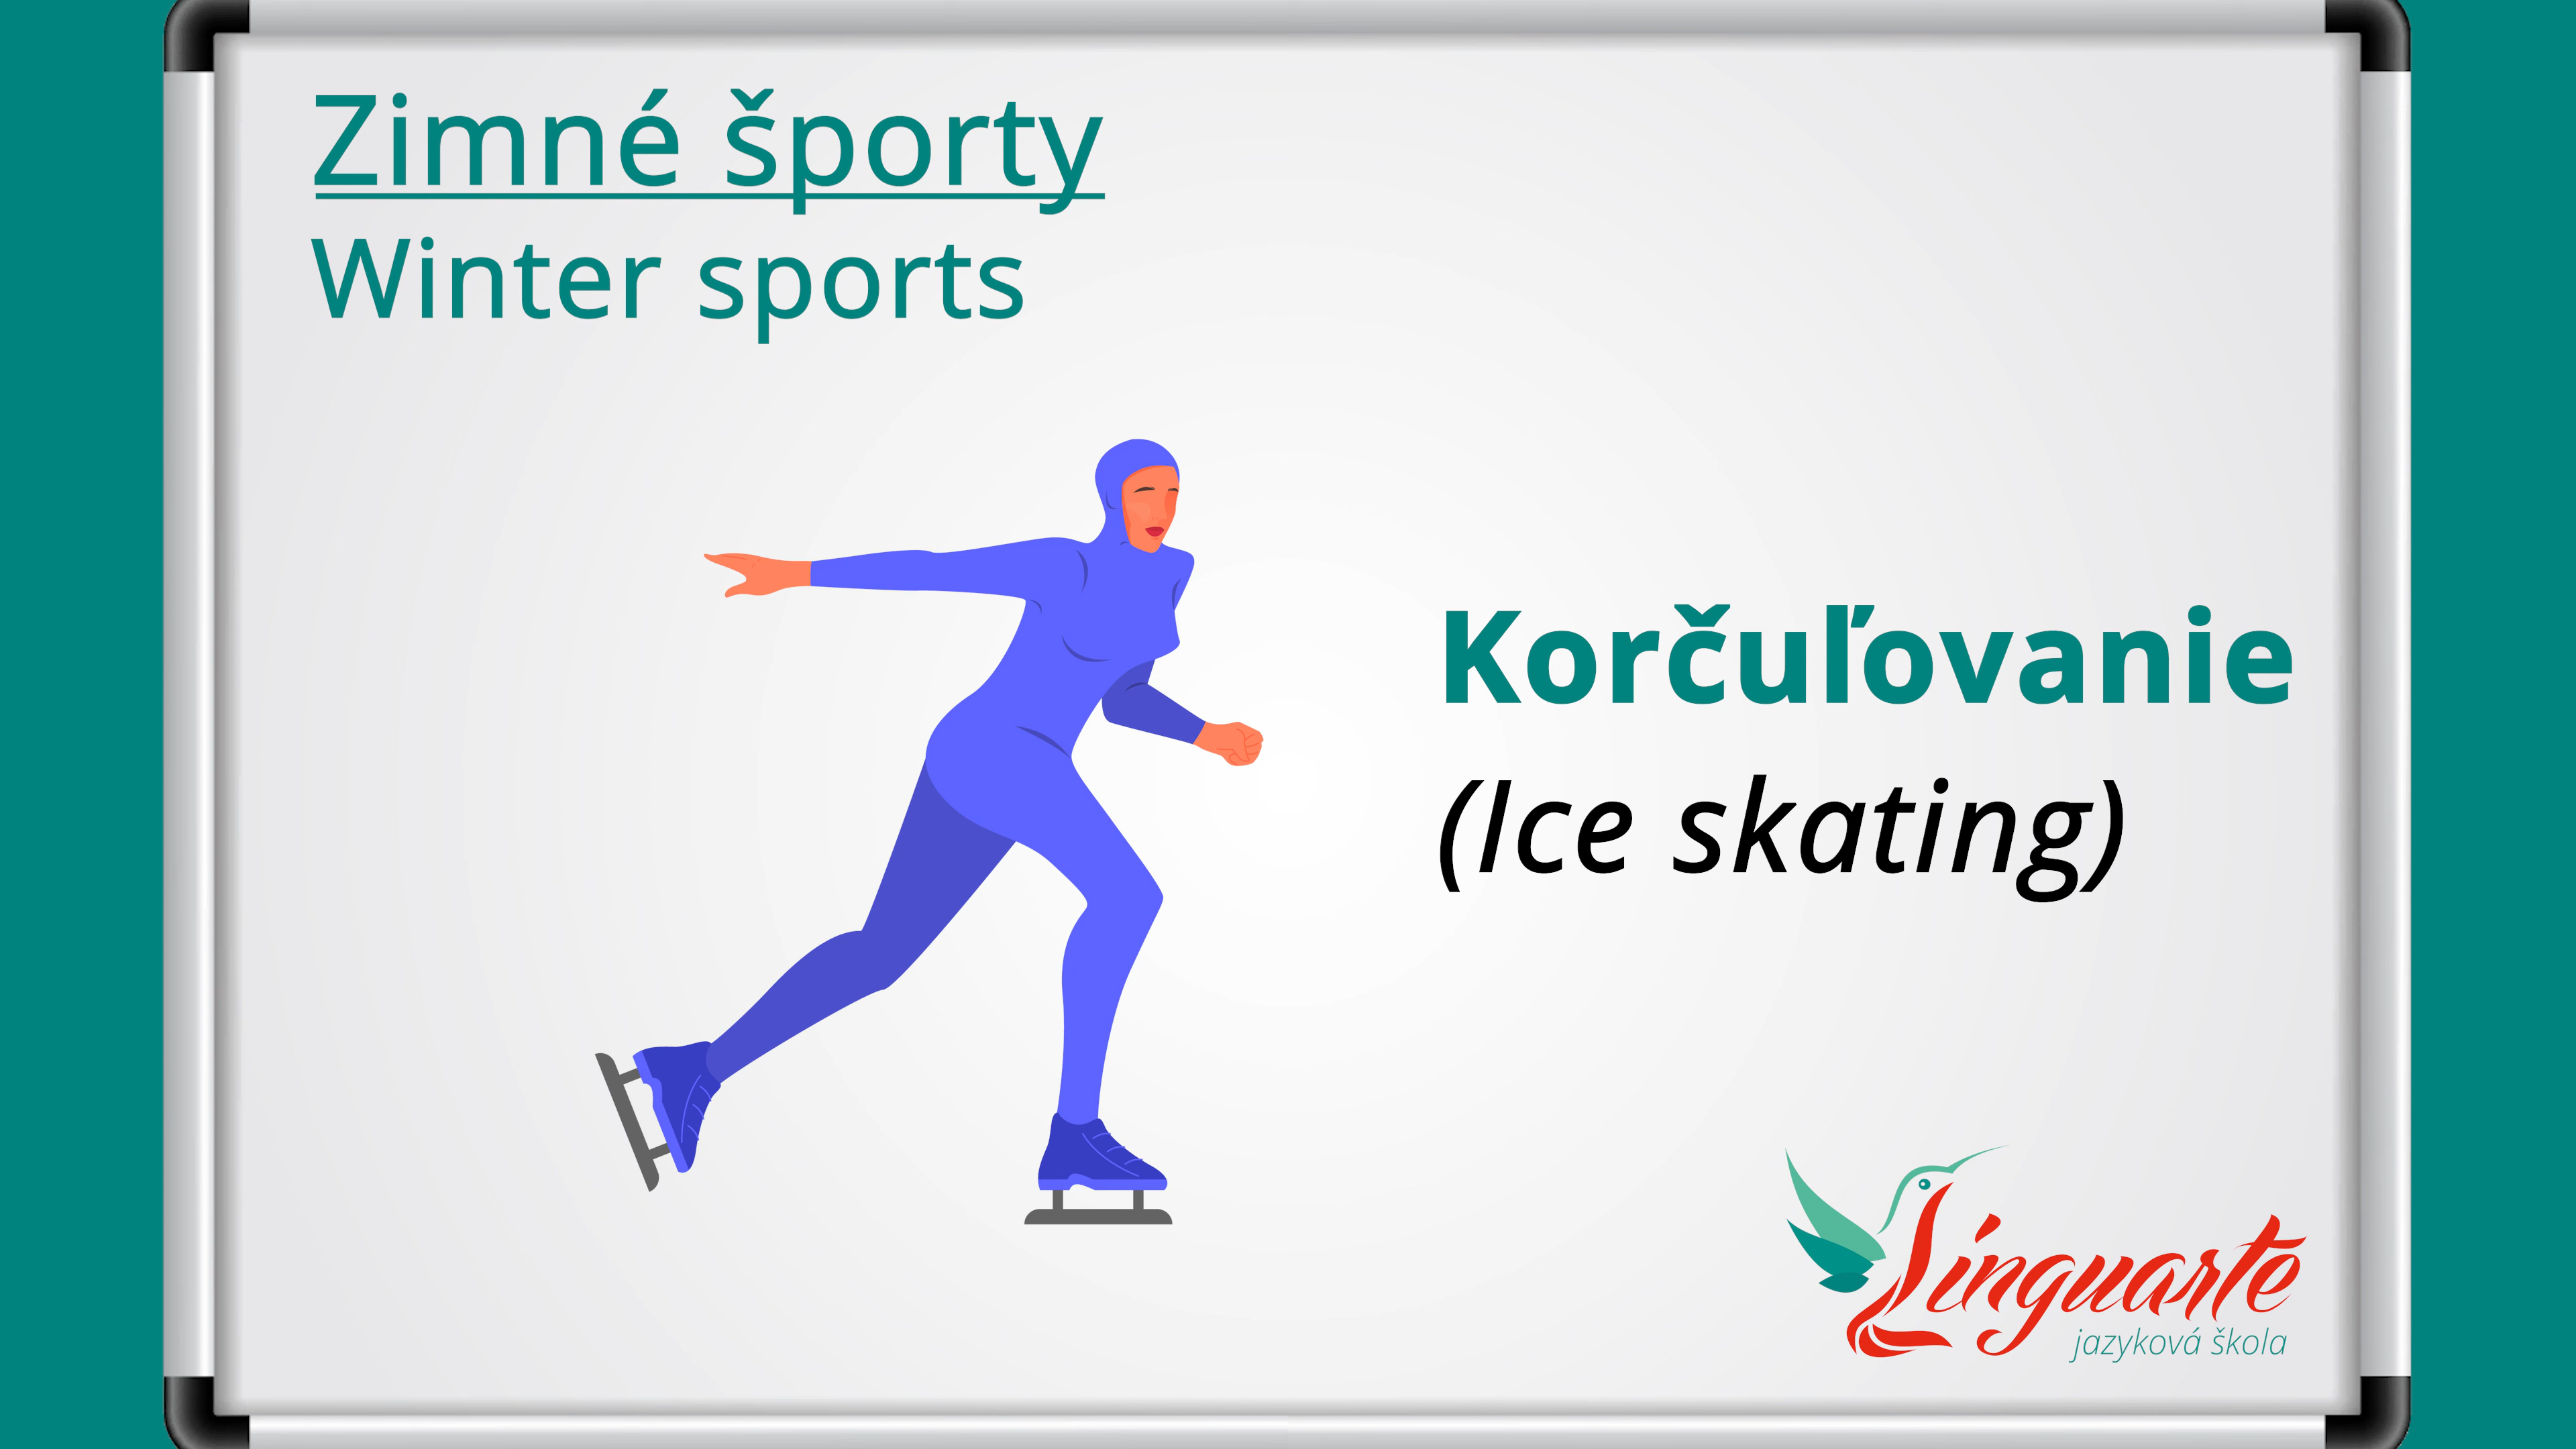 Zimné športy
Winter sports
Korčuľovanie
(Ice skating)
Linguarte
jazyková škola